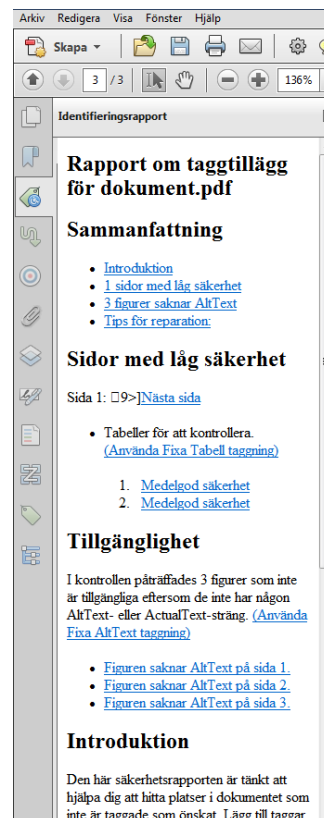 Arkiv Redigera Visa Fönster Hjälp
Skapa
3 / 3 136%
Identifieringsrapport
Rapport om taggtillägg
för dokument.pdf
Sammanfattning
Introduktion
1 sidor med låg säkerhet
3 figurer saknar AltText
Tips för reparation:
Sidor med låg säkerhet
Sida 1: □9>]Nästa sida
Tabeller för att kontrollera.
(Använda Fixa Tabell taggning)
1. Medelgod säkerhet
2. Medelgod säkerhet
Tillgänglighet
I kontrollen påträffades 3 figurer som inte
är tillgängliga eftersom de inte har någon
AltText- eller ActualText-sträng. (Använda
Fixa AltText taggning)
Figuren saknar AltText på sida 1.
Figuren saknar AltText på sida 2.
Figuren saknar AltText på sida 3.
Introduktion
Den här säkerhetsrapporten är tänkt att
hjälpa dig att hitta platser i dokumentet som
inte är taggade som önskat. Lägg till taggar